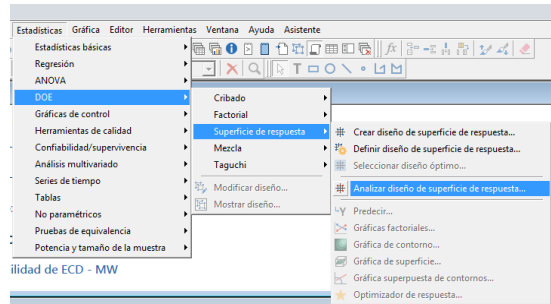 Estadísticas Gráfica Editor Herramientas Ventana Ayuda Asistente
Estadísticas básicas
Regresión
ANOVA
DOE
Gráficas de control
Herramientas de calidad
Confiabilidad/supervivencia
Análisis multivariado
Series de tiempo
Tablas
No paramétricos
Pruebas de equivalencia
Potencia y tamaño de la muestra
Cribado
Factorial
Superficie de respuesta
Mezcla
Taguchi
Modificar diseño...
Mostrar diseño...
Crear diseño de superficie de respuesta...
Definir diseño de superficie de respuesta...
Seleccionar diseño óptimo...
Analizar diseño de superficie de respuesta...
Predecir...
Gráficas factoriales...
Gráfica de contorno...
Gráfica de superficie...
Gráfica superpuesta de contornos...
Optimizador de respuesta...
ilidad de ECD - MW